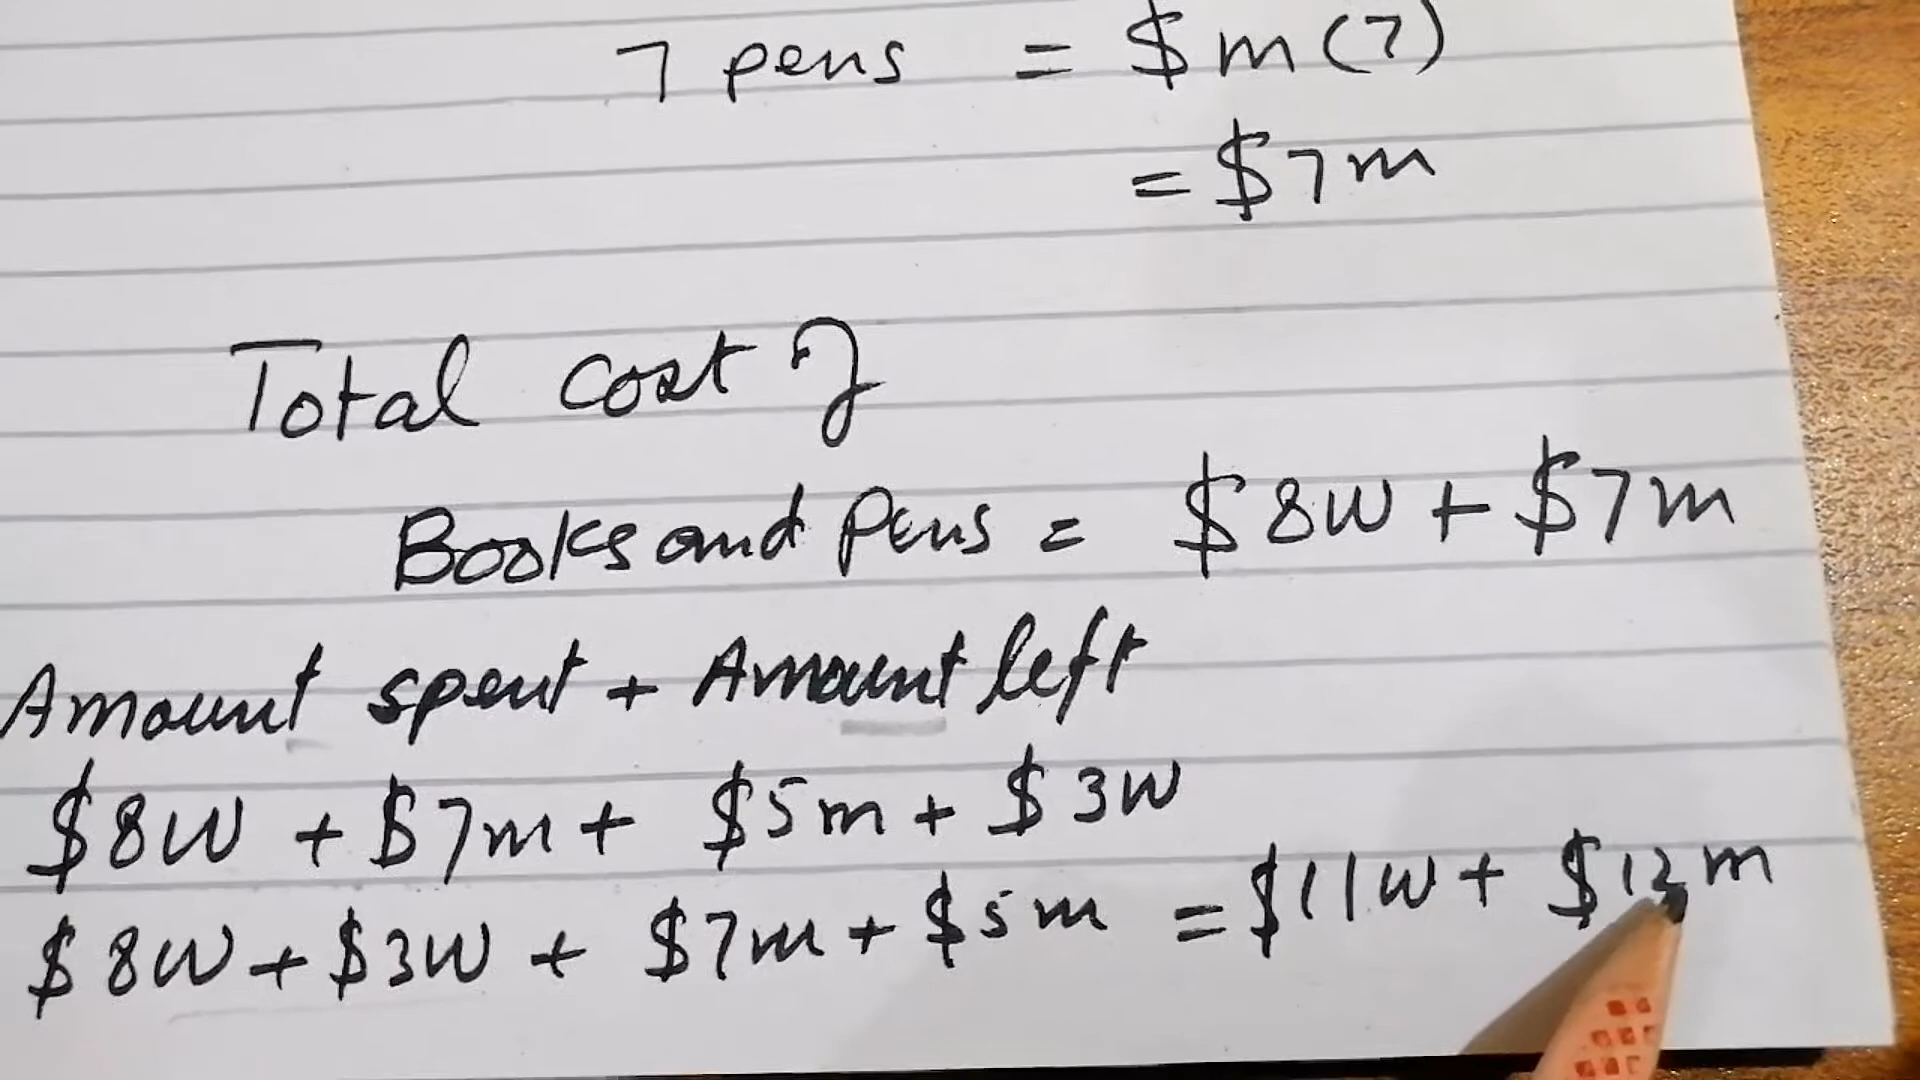 7 pens = $m(7)
= $7m
Total cost of
Books and Pens = $8w + $7m
Amount spent + Amount left
$8w + $7m + $5m + $3w
$8w + $3w + $7m + $5m = $11w + $12m